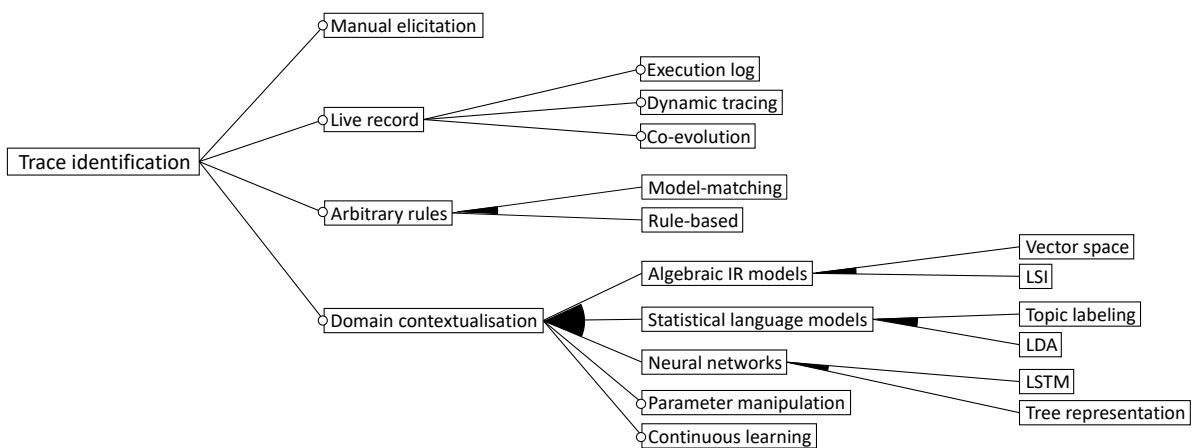 Manual elicitation
Execution log
Dynamic tracing
Live record
Co-evolution
Trace identification
Model-matching
Arbitrary rules
Rule-based
Vector space
Algebraic IR models
LSI
Domain contextualisation
Statistical language models
Topic labeling
LDA
Neural networks
LSTM
Parameter manipulation
Tree representation
Continuous learning